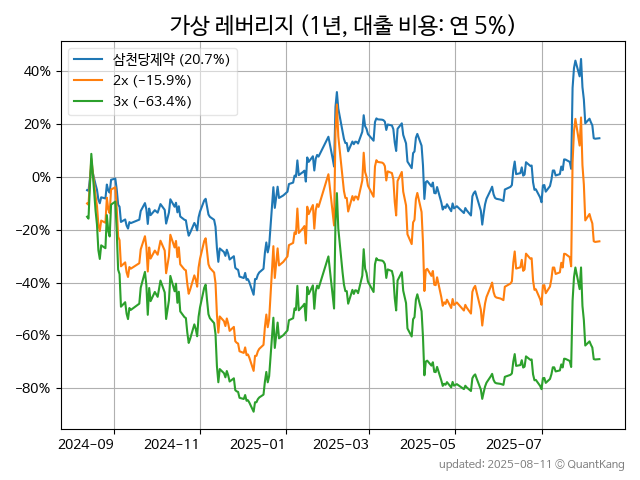 가상 레버리지 (1년, 대출 비용: 연 5%)
삼천당제약 (20.7%)
2x (−15.9%)
3x (−63.4%)
40%
20%
0%
−20%
−40%
−60%
−80%
2024-09
2024-11
2025-01
2025-03
2025-05
2025-07
updated: 2025-08-11 © QuantKang